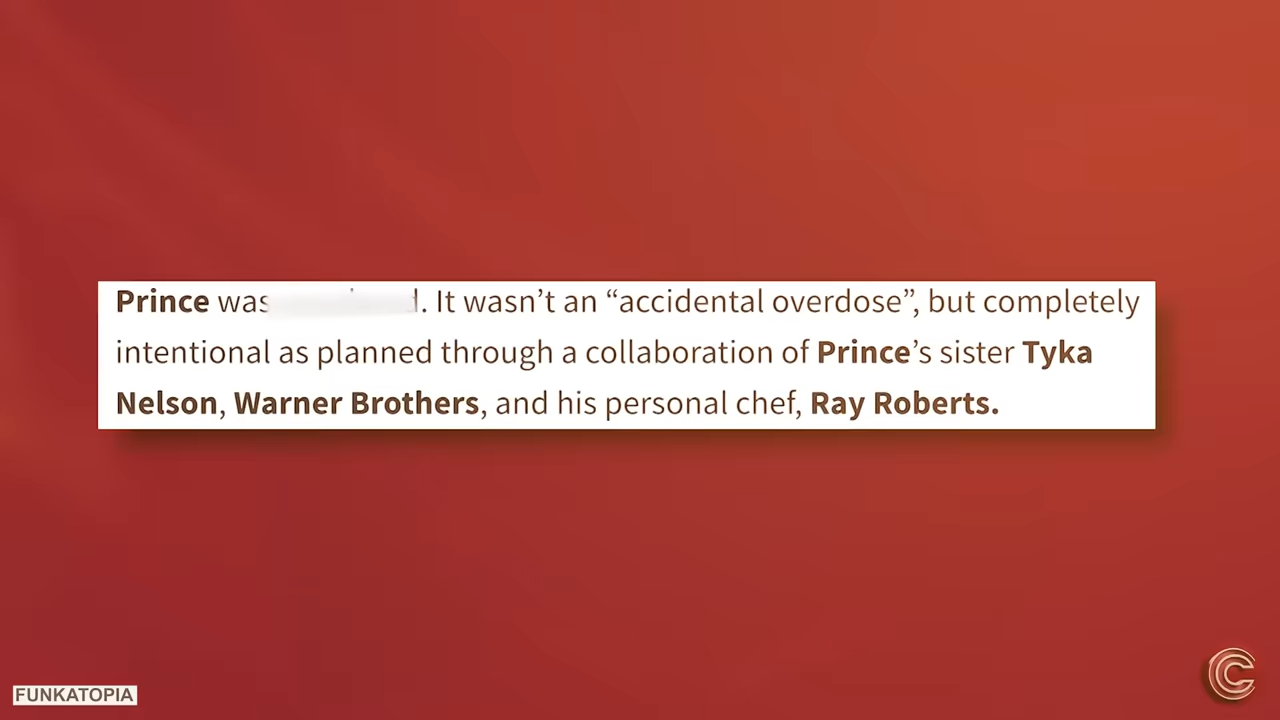 Prince was. It wasn’t an “accidental overdose”, but completely
intentional as planned through a collaboration of Prince’s sister Tyka
Nelson, Warner Brothers, and his personal chef, Ray Roberts.
FUNKATOPIA